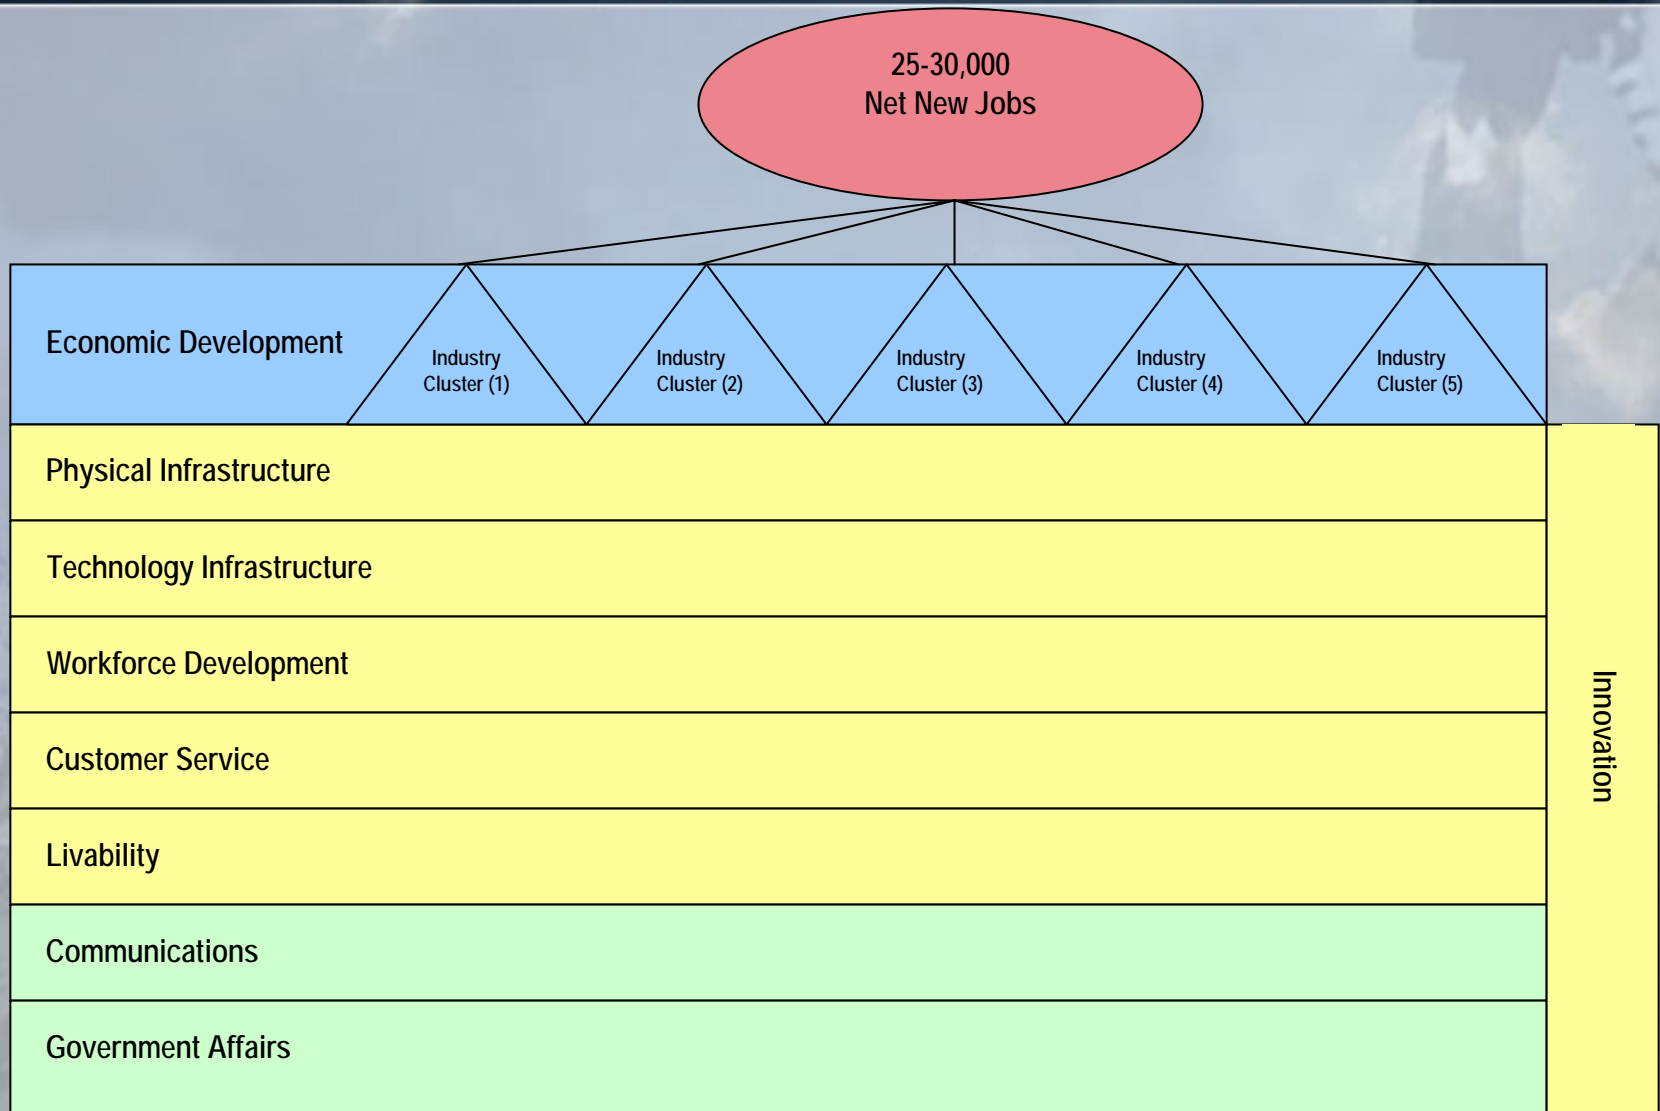 25-30,000
Net New Jobs
Economic Development
Industry
Cluster (1)
Industry
Cluster (2)
Industry
Cluster (3)
Industry
Cluster (4)
Industry
Cluster (5)
Physical Infrastructure
Technology Infrastructure
Workforce Development
Customer Service
Livability
Communications
Government Affairs
Innovation